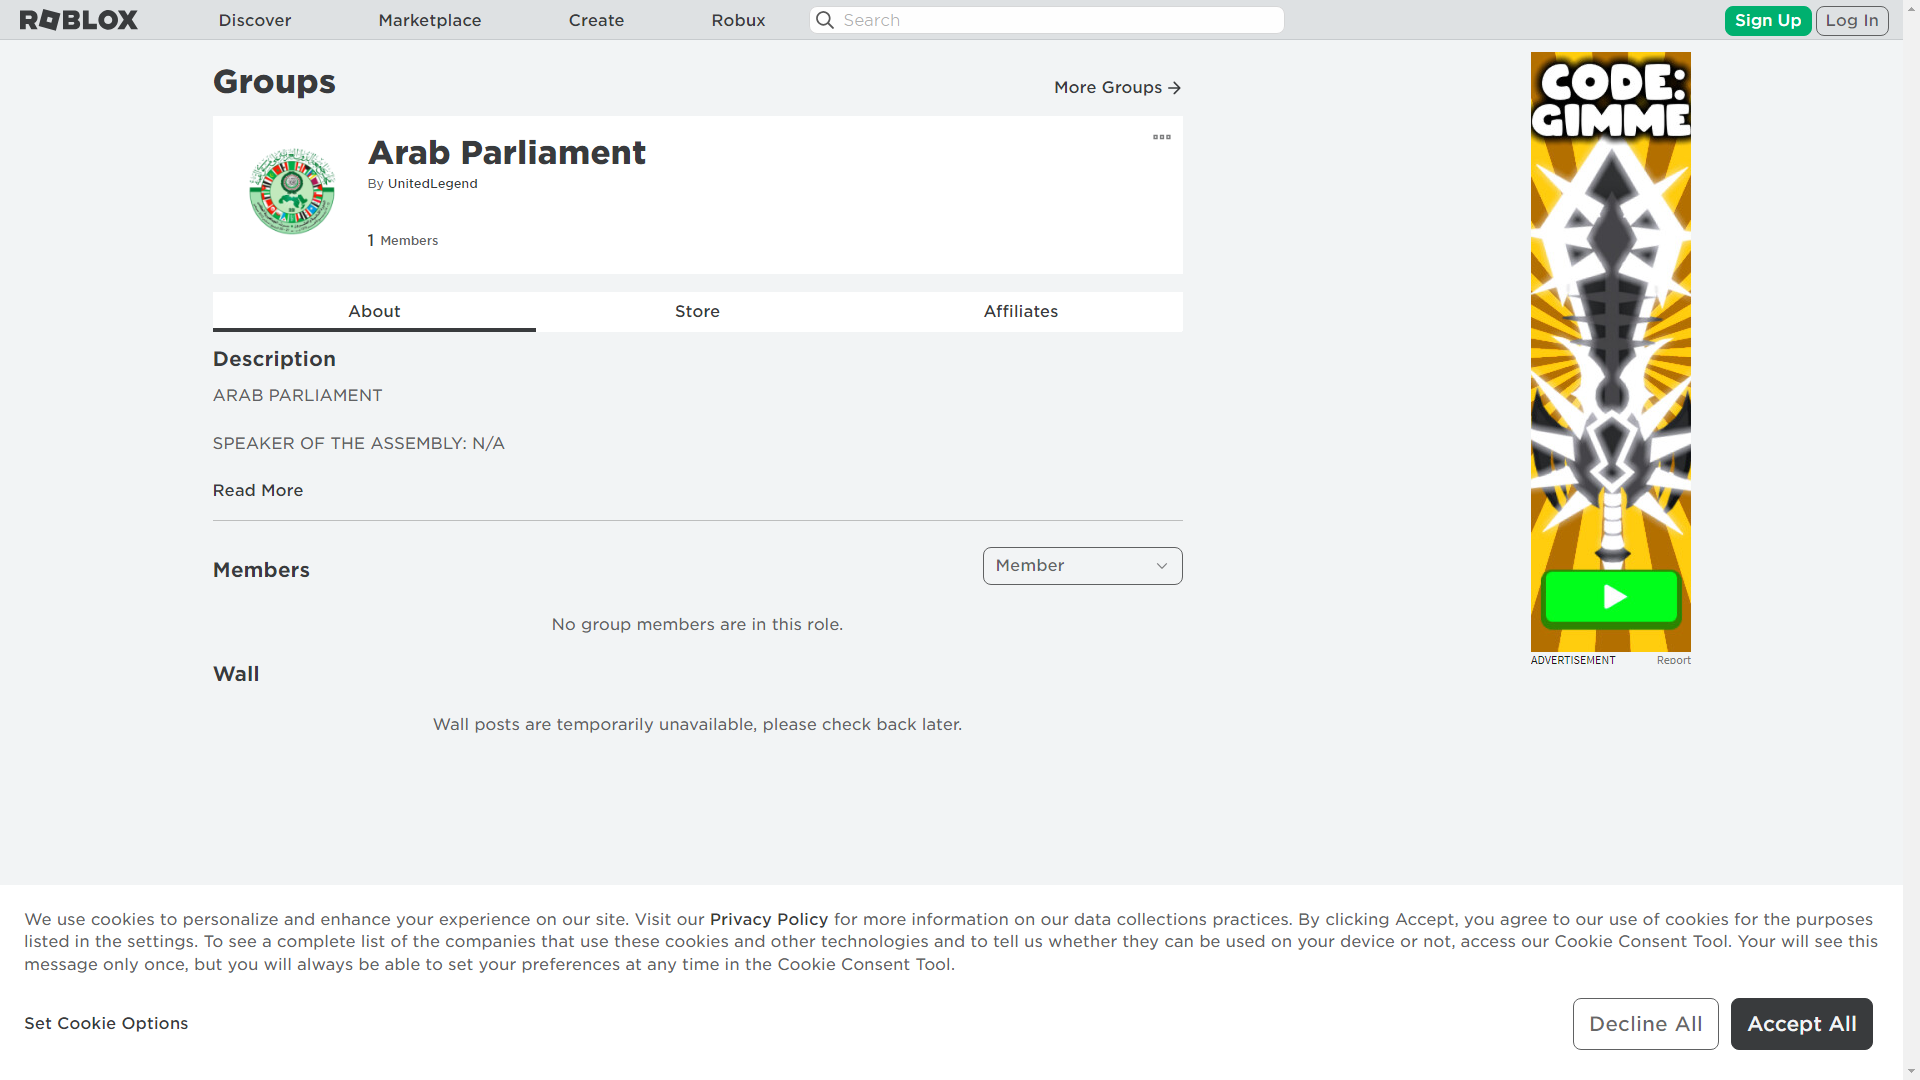 ROBLOX
Discover
Marketplace
Create
Robux
Search
Sign Up
Log In
Groups
More Groups
Arab Parliament
By UnitedLegend
1 Members
About
Store
Affiliates
Description
ARAB PARLIAMENT
SPEAKER OF THE ASSEMBLY: N/A
Read More
Members
Member
No group members are in this role.
Wall
Wall posts are temporarily unavailable, please check back later.
CODE:
GIMME
ADVERTISEMENT
Report
We use cookies to personalize and enhance your experience on our site. Visit our Privacy Policy for more information on our data collections practices. By clicking Accept, you agree to our use of cookies for the purposes
listed in the settings. To see a complete list of the companies that use these cookies and other technologies and to tell us whether they can be used on your device or not, access our Cookie Consent Tool. Your will see this
message only once, but you will always be able to set your preferences at any time in the Cookie Consent Tool.
Set Cookie Options
Decline All
Accept All